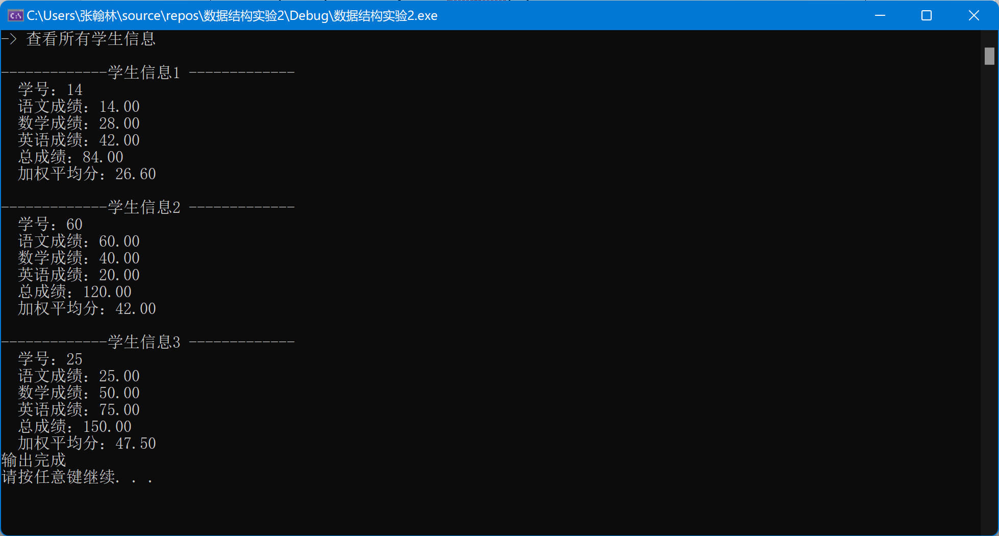 C:\Users\张翰林\source\repos\数据结构实验2\Debug\数据结构实验2.exe
-> 查看所有学生信息
-------------学生信息1 -------------
学号：14
语文成绩：14.00
数学成绩：28.00
英语成绩：42.00
总成绩：84.00
加权平均分：26.60
-------------学生信息2 -------------
学号：60
语文成绩：60.00
数学成绩：40.00
英语成绩：20.00
总成绩：120.00
加权平均分：42.00
-------------学生信息3 -------------
学号：25
语文成绩：25.00
数学成绩：50.00
英语成绩：75.00
总成绩：150.00
加权平均分：47.50
输出完成
请按任意键继续. . .